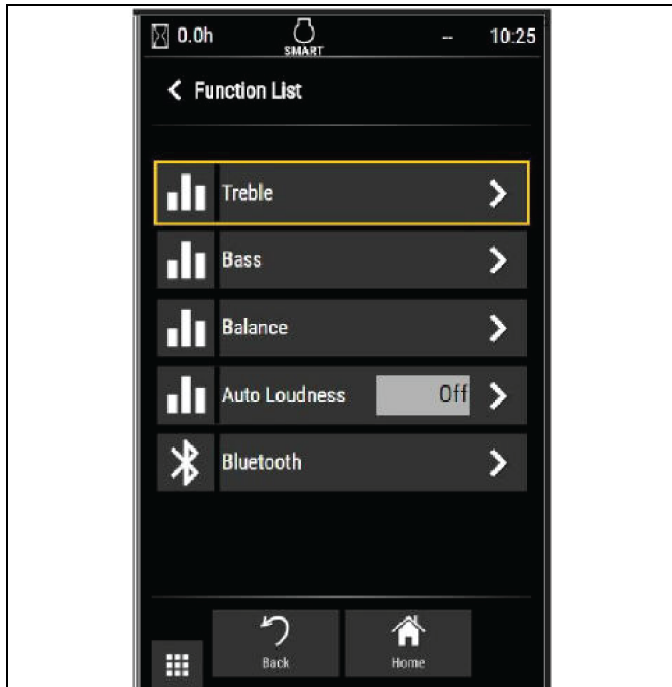 0.0h
SMART
--
10:25
Function List
Treble
Bass
Balance
Auto Loudness Off
Bluetooth
Back
Home